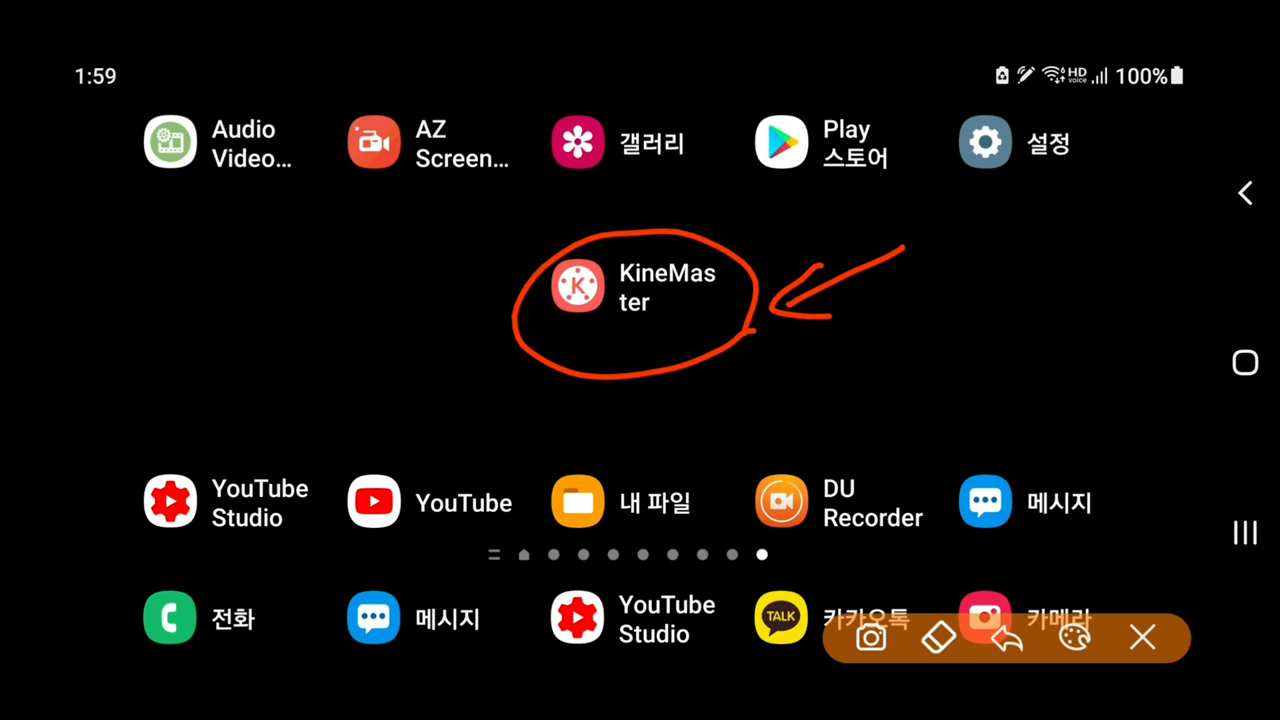 1:59
HD
voice
100%
Audio
Video...
AZ
Screen...
갤러리
Play
스토어
설정
K
KineMas
ter
YouTube
Studio
YouTube
내 파일
DU
Recorder
메시지
전화
메시지
YouTube
Studio
TALK
카카오톡
카메라